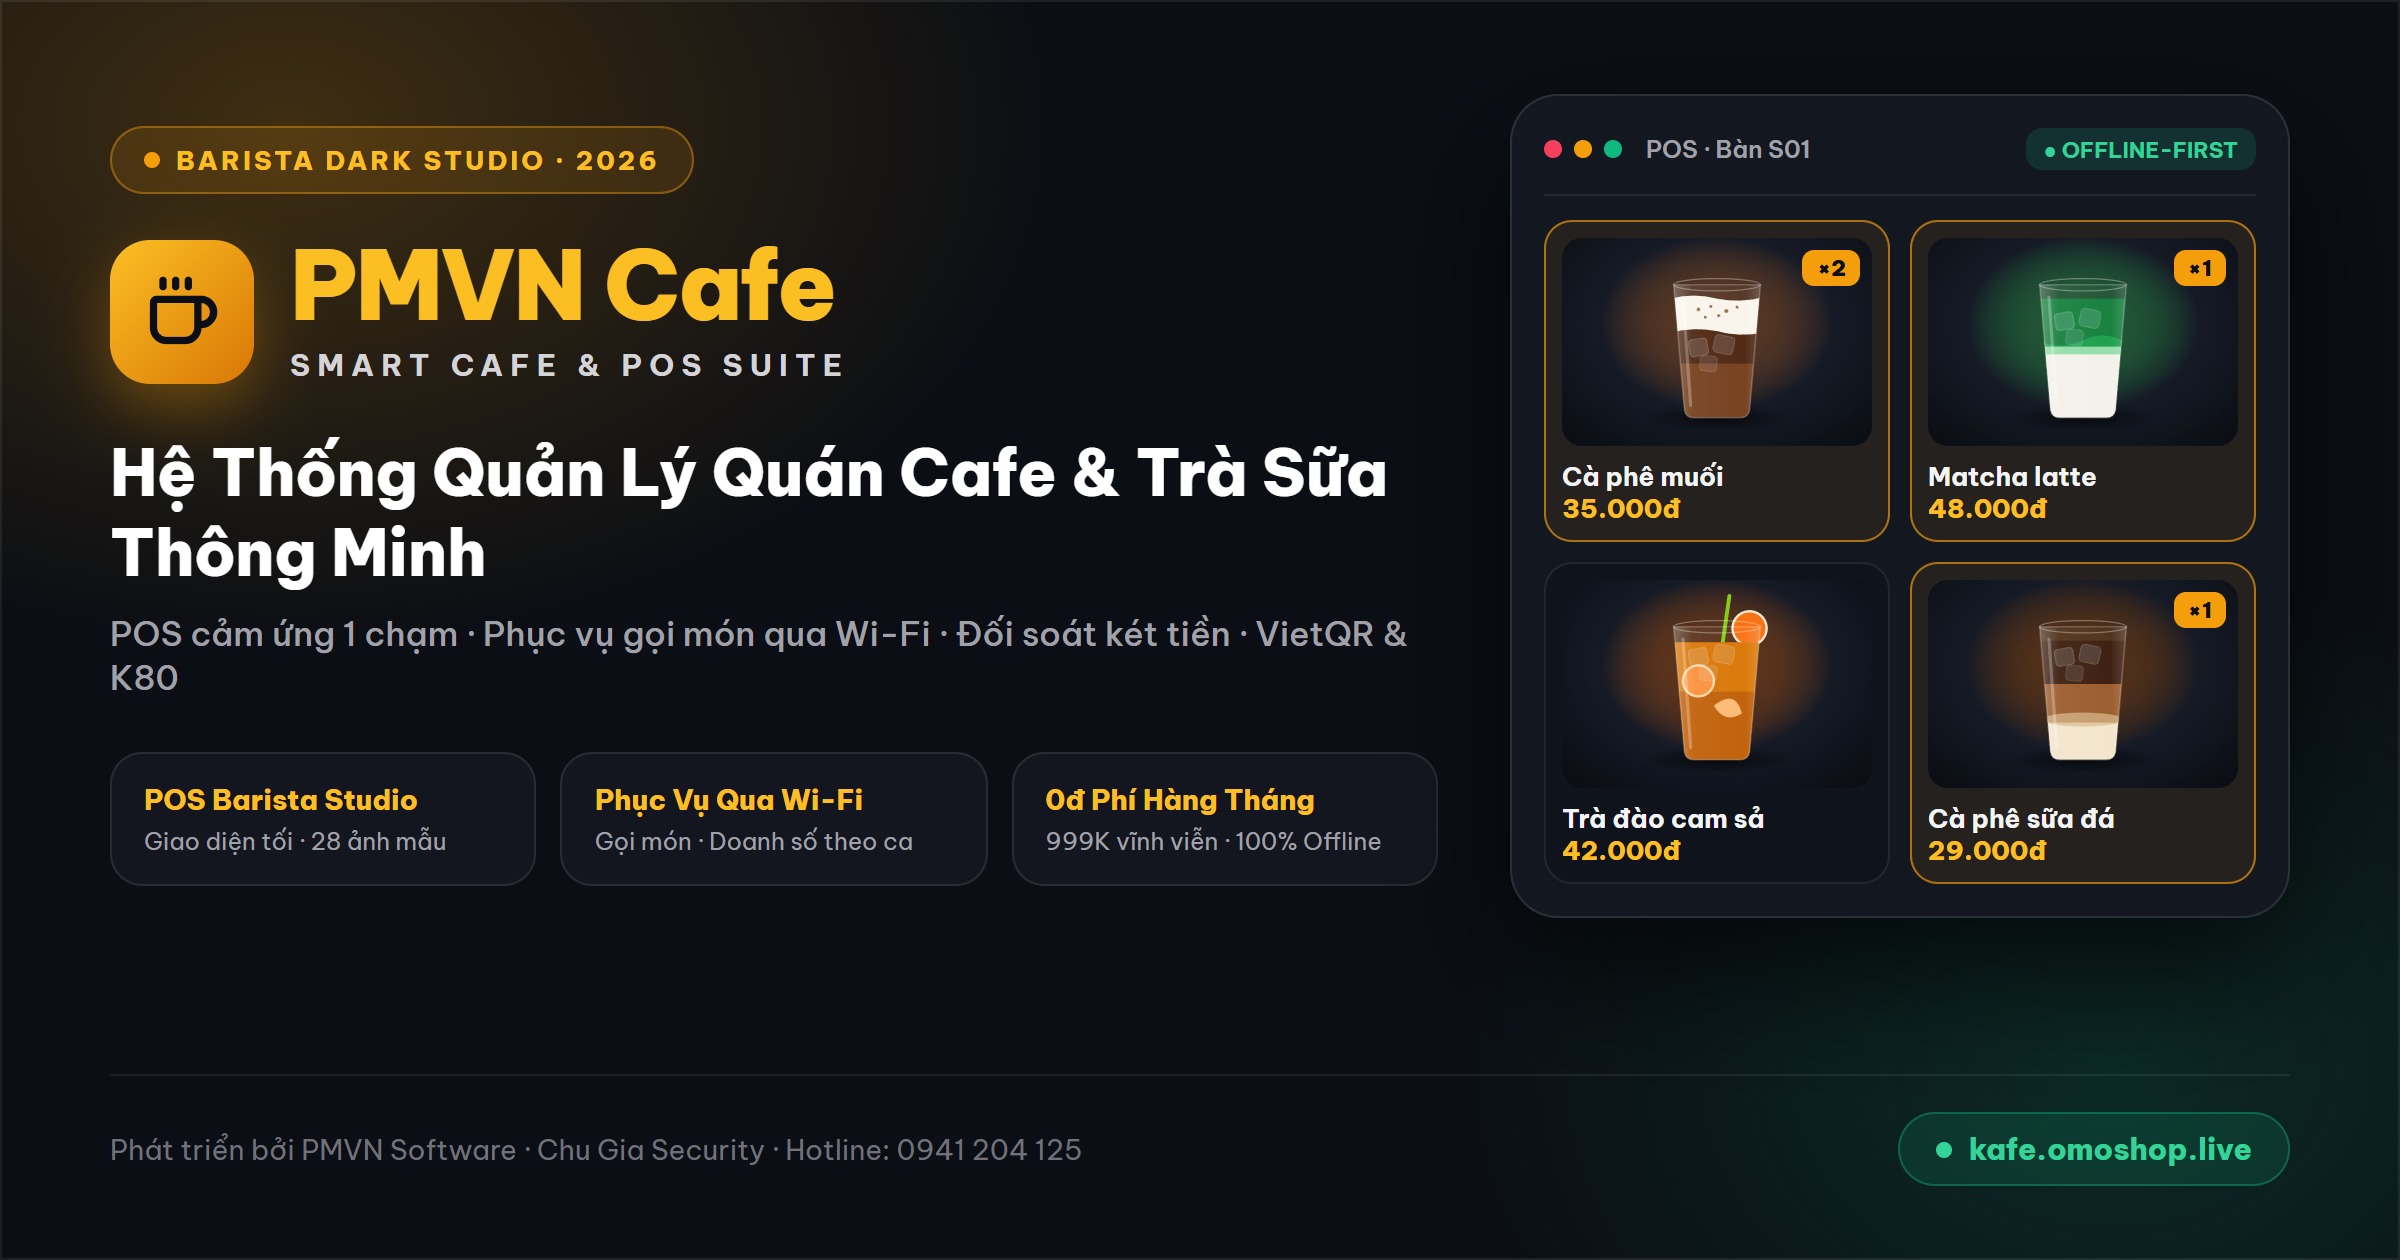 BARISTA DARK STUDIO · 2026
PMVN Cafe
SMART CAFE & POS SUITE
Hệ Thống Quản Lý Quán Cafe & Trà Sữa
Thông Minh
POS cảm ứng 1 chạm · Phục vụ gọi món qua Wi-Fi · Đối soát két tiền · VietQR &
K80
POS Barista Studio
Giao diện tối · 28 ảnh mẫu
Phục Vụ Qua Wi-Fi
Gọi món · Doanh số theo ca
0đ Phí Hàng Tháng
999K vĩnh viễn · 100% Offline
POS · Bàn S01
● OFFLINE-FIRST
×2
Cà phê muối
35.000đ
×1
Matcha latte
48.000đ
Trà đào cam sả
42.000đ
×1
Cà phê sữa đá
29.000đ
Phát triển bởi PMVN Software · Chu Gia Security · Hotline: 0941 204 125
kafe.omoshop.live